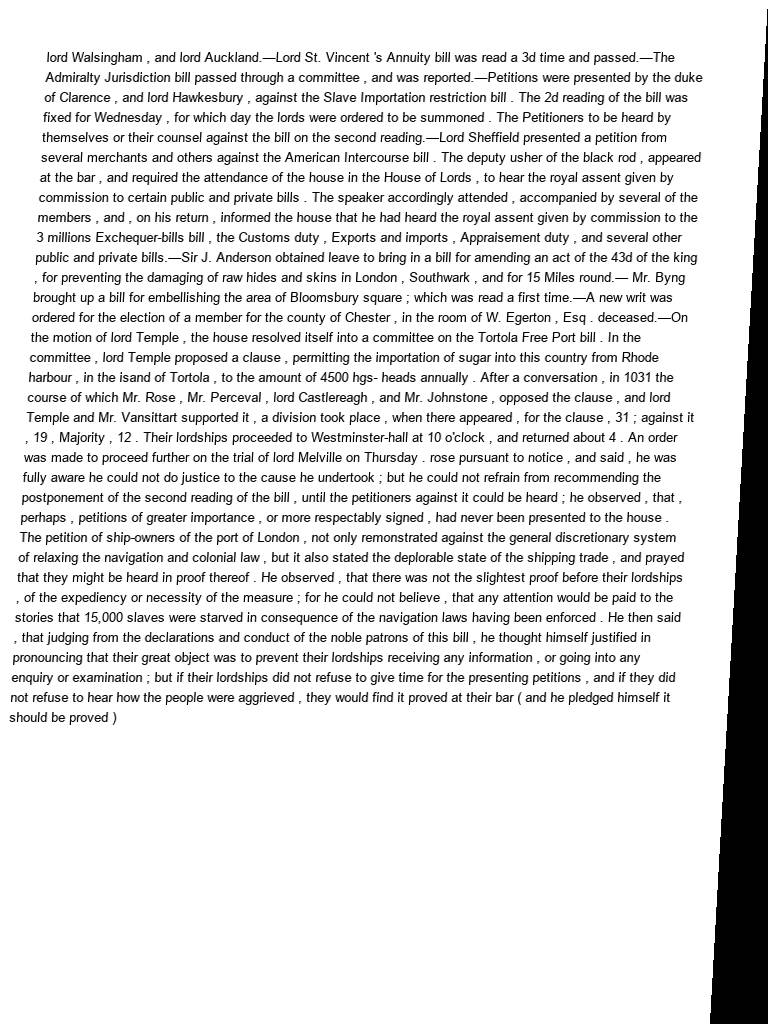 lord Walsingham , and lord Auckland.—Lord St. Vincent 's Annuity bill was read a 3d time and passed.—The
Admiralty Jurisdiction bill passed through a committee , and was reported.—Petitions were presented by the duke
of Clarence , and lord Hawkesbury , against the Slave Importation restriction bill . The 2d reading of the bill was
fixed for Wednesday , for which day the lords were ordered to be summoned . The Petitioners to be heard by
themselves or their counsel against the bill on the second reading.—Lord Sheffield presented a petition from
several merchants and others against the American Intercourse bill . The deputy usher of the black rod , appeared
at the bar , and required the attendance of the house in the House of Lords , to hear the royal assent given by
commission to certain public and private bills . The speaker accordingly attended , accompanied by several of the
members , and , on his return , informed the house that he had heard the royal assent given by commission to the
3 millions Exchequer-bills bill , the Customs duty , Exports and imports , Appraisement duty , and several other
public and private bills.—Sir J. Anderson obtained leave to bring in a bill for amending an act of the 43d of the king
, for preventing the damaging of raw hides and skins in London , Southwark , and for 15 Miles round.— Mr. Byng
brought up a bill for embellishing the area of Bloomsbury square ; which was read a first time.—A new writ was
ordered for the election of a member for the county of Chester , in the room of W. Egerton , Esq . deceased.—On
the motion of lord Temple , the house resolved itself into a committee on the Tortola Free Port bill . In the
committee , lord Temple proposed a clause , permitting the importation of sugar into this country from Rhode
harbour , in the isand of Tortola , to the amount of 4500 hgs- heads annually . After a conversation , in 1031 the
course of which Mr. Rose , Mr. Perceval , lord Castlereagh , and Mr. Johnstone , opposed the clause , and lord
Temple and Mr. Vansittart supported it , a division took place , when there appeared , for the clause , 31 ; against it
, 19 , Majority , 12 . Their lordships proceeded to Westminster-hall at 10 o'clock , and returned about 4 . An order
was made to proceed further on the trial of lord Melville on Thursday . rose pursuant to notice , and said , he was
fully aware he could not do justice to the cause he undertook ; but he could not refrain from recommending the
postponement of the second reading of the bill , until the petitioners against it could be heard ; he observed , that ,
perhaps , petitions of greater importance , or more respectably signed , had never been presented to the house .
The petition of ship-owners of the port of London , not only remonstrated against the general discretionary system
of relaxing the navigation and colonial law , but it also stated the deplorable state of the shipping trade , and prayed
that they might be heard in proof thereof . He observed , that there was not the slightest proof before their lordships
, of the expediency or necessity of the measure ; for he could not believe , that any attention would be paid to the
stories that 15,000 slaves were starved in consequence of the navigation laws having been enforced . He then said
, that judging from the declarations and conduct of the noble patrons of this bill , he thought himself justified in
pronouncing that their great object was to prevent their lordships receiving any information , or going into any
enquiry or examination ; but if their lordships did not refuse to give time for the presenting petitions , and if they did
not refuse to hear how the people were aggrieved , they would find it proved at their bar ( and he pledged himself it
should be proved )